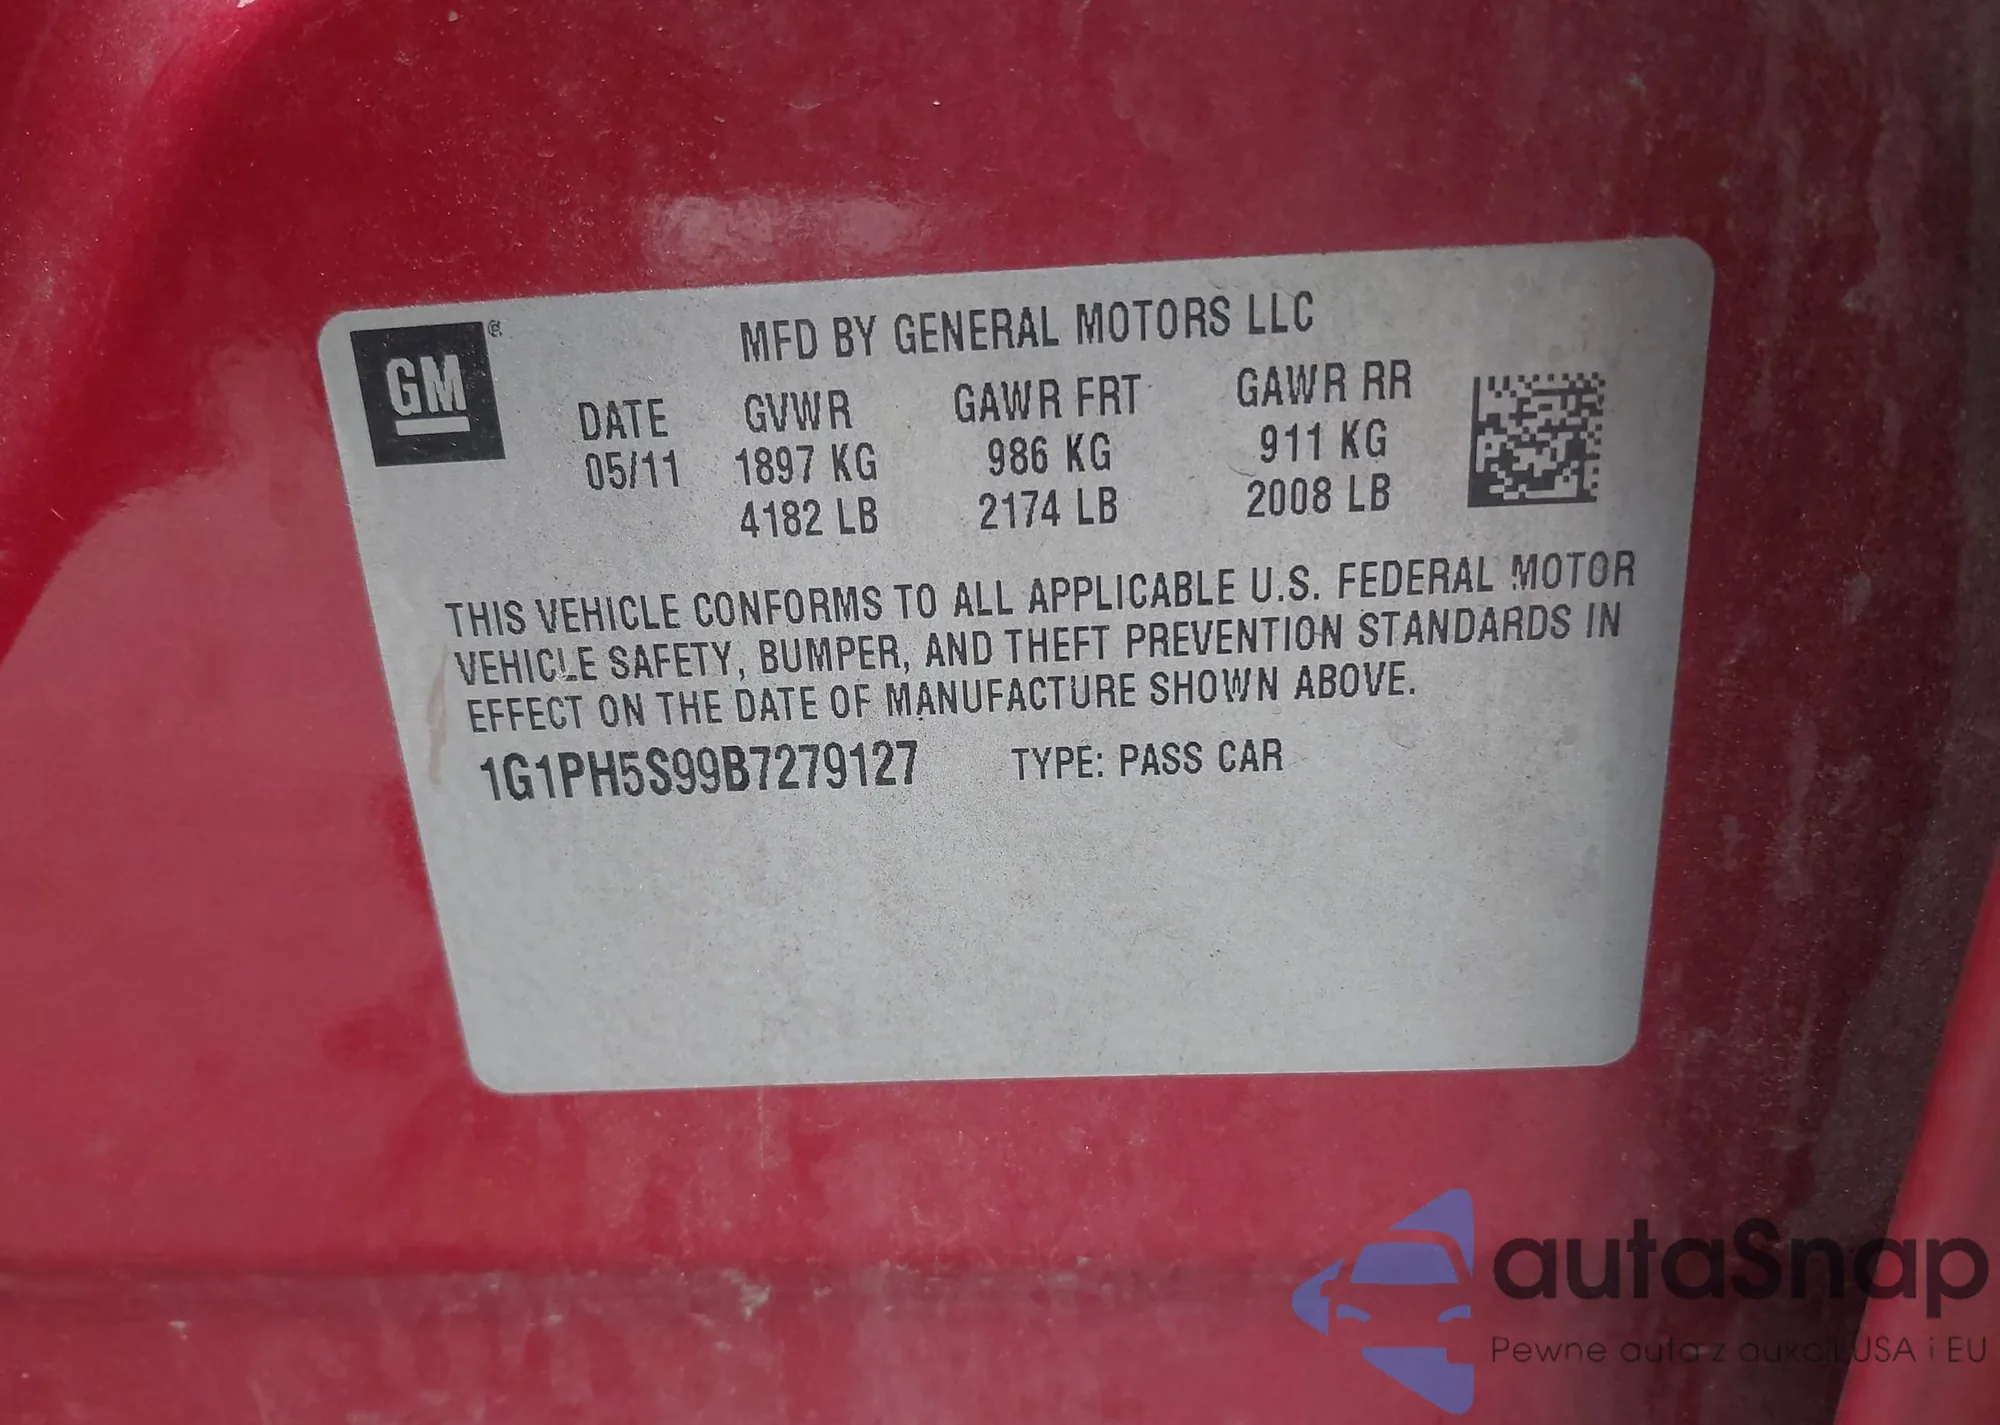 GM ®
MFD BY GENERAL MOTORS LLC
DATE GVWR GAWR FRT GAWR RR
05/11 1897 KG 986 KG 911 KG
4182 LB 2174 LB 2008 LB
THIS VEHICLE CONFORMS TO ALL APPLICABLE U.S. FEDERAL MOTOR
VEHICLE SAFETY, BUMPER, AND THEFT PREVENTION STANDARDS IN
EFFECT ON THE DATE OF MANUFACTURE SHOWN ABOVE.
1G1PH5S99B7279127 TYPE: PASS CAR
autaSnap
Pewne auta z aukcji USA i EU